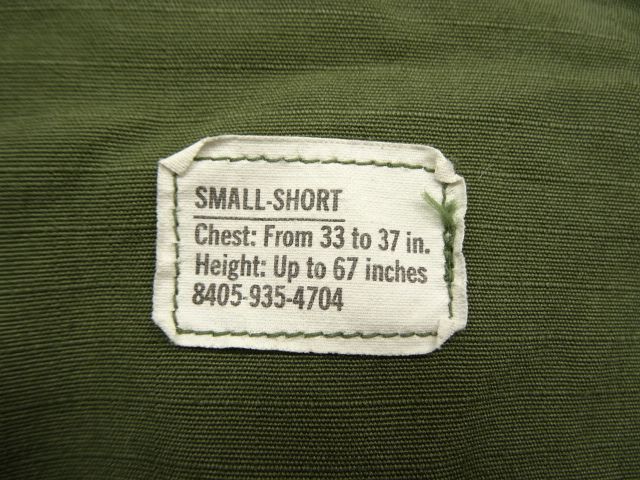 SMALL-SHORT
Chest: From 33 to 37 in.
Height: Up to 67 inches
8405-935-4704